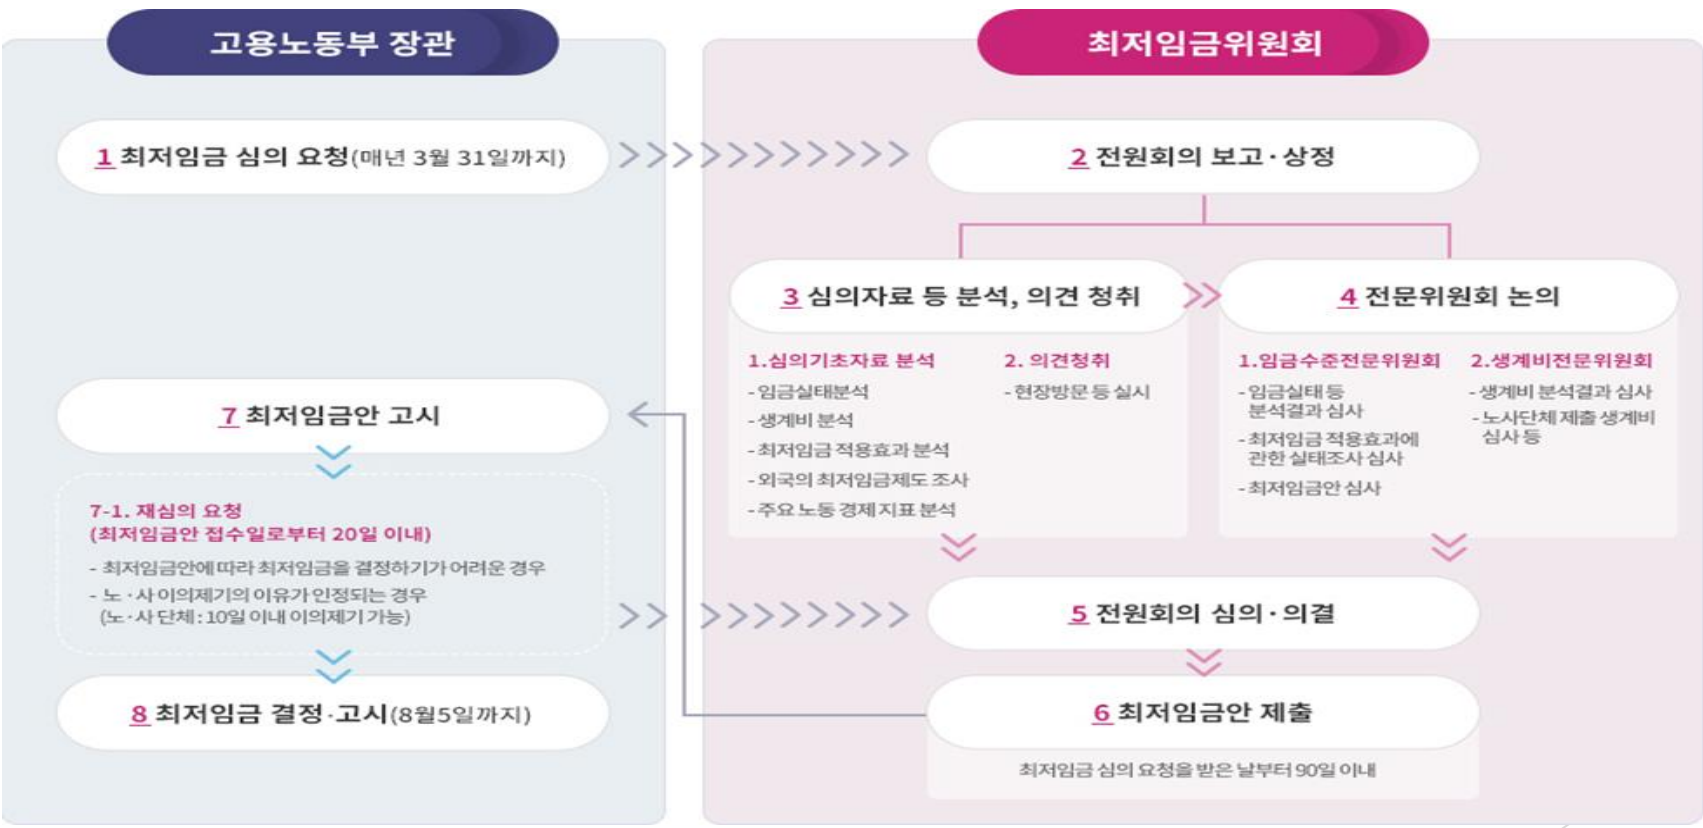 고용노동부 장관
최저임금위원회
1 최저임금 심의 요청(매년 3월 31일까지)
2 전원회의 보고·상정
3 심의자료 등 분석, 의견 청취
1.심의기초자료 분석
- 임금실태분석
- 생계비 분석
- 최저임금 적용효과 분석
- 외국의 최저임금제도 조사
- 주요 노동 경제 지표 분석
2. 의견청취
- 현장방문 등 실시
4 전문위원회 논의
1.임금수준전문위원회
- 임금실태 등
분석결과 심사
- 최저임금 적용효과에
관한 실태조사 심사
- 최저임금안 심사
2.생계비전문위원회
- 생계비 분석결과 심사
- 노사단체 제출 생계비
심사 등
5 전원회의 심의·의결
6 최저임금안 제출
최저임금 심의 요청을 받은 날부터 90일 이내
7 최저임금안 고시
7-1. 재심의 요청
(최저임금안 접수일로부터 20일 이내)
- 최저임금안에 따라 최저임금을 결정하기가 어려운 경우
- 노·사 이의제기의 이유가 인정되는 경우
(노·사 단체 : 10일 이내 이의제기 가능)
8 최저임금 결정·고시(8월5일까지)